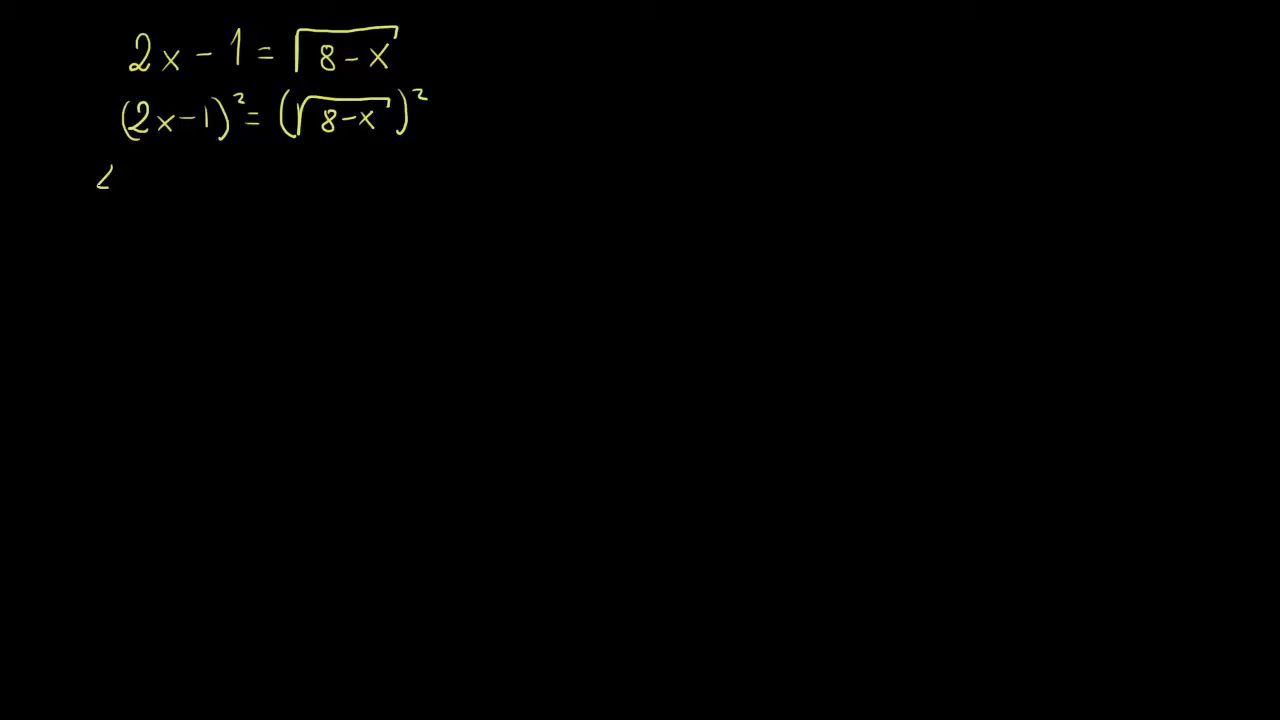 2x - 1 = √(8 - x)
(2x - 1)² = (√(8 - x))²